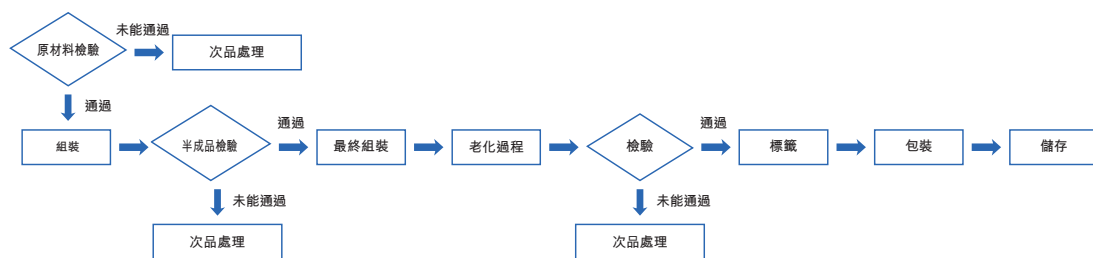 未能通過
原材料檢驗
次品處理
通過
組裝
半成品檢驗
通過
最終組裝
老化過程
檢驗
通過
標籤
包裝
儲存
未能通過
次品處理
未能通過
次品處理